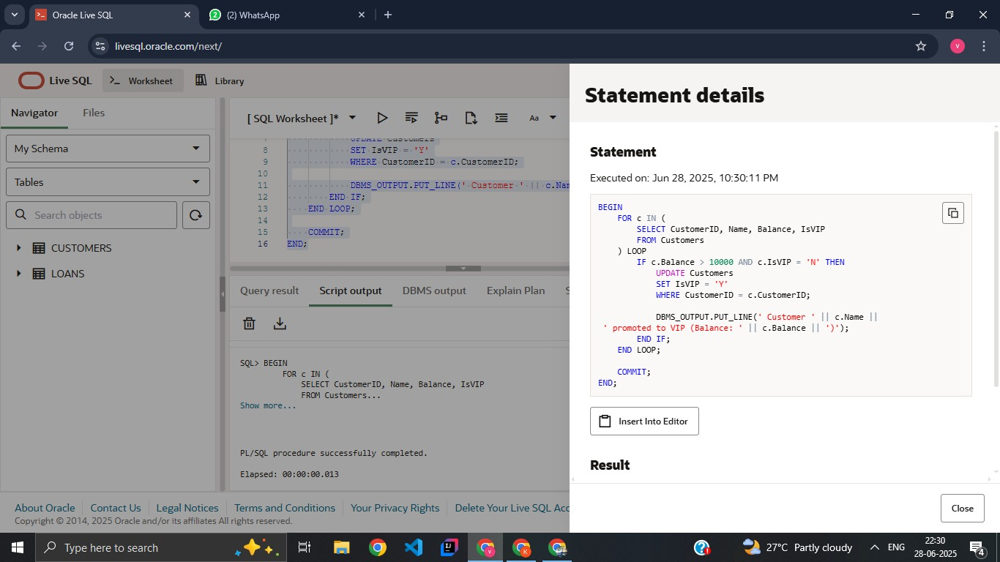 Oracle Live SQL
2
(2) WhatsApp
livesql.oracle.com/next/
V
Live SQL
Worksheet
Library
Navigator
Files
My Schema
Tables
Search objects
CUSTOMERS
LOANS
[ SQL Worksheet ]*
Aa
7 UPDATE Customers
8 SET IsVIP = 'Y'
9 WHERE CustomerID = c.CustomerID;
10
11 DBMS_OUTPUT.PUT_LINE(' Customer ' || c.Nam
12 END IF;
13 END LOOP;
14
15 COMMIT;
16 END;
Query result
Script output
DBMS output
Explain Plan
S
SQL> BEGIN
FOR c IN (
SELECT CustomerID, Name, Balance, IsVIP
FROM Customers...
Show more...
PL/SQL procedure successfully completed.
Elapsed: 00:00:00.013
About Oracle
Contact Us
Legal Notices
Terms and Conditions
Your Privacy Rights
Delete Your Live SQL Acc
Copyright © 2014, 2025 Oracle and/or its affiliates All rights reserved.
Statement details
Statement
Executed on: Jun 28, 2025, 10:30:11 PM
BEGIN
FOR c IN (
SELECT CustomerID, Name, Balance, IsVIP
FROM Customers
) LOOP
IF c.Balance > 10000 AND c.IsVIP = 'N' THEN
UPDATE Customers
SET IsVIP = 'Y'
WHERE CustomerID = c.CustomerID;
DBMS_OUTPUT.PUT_LINE(' Customer ' || c.Name ||
' promoted to VIP (Balance: ' || c.Balance || ')');
END IF;
END LOOP;
COMMIT;
END;
Insert Into Editor
Result
Close
Type here to search
V
K
27°C Partly cloudy
ENG
22:30
28-06-2025
4